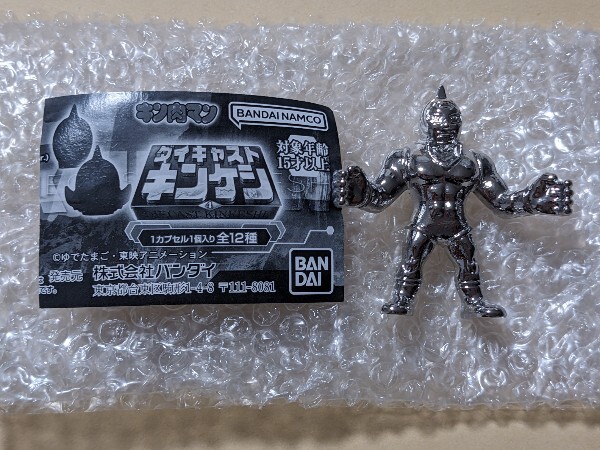 キン肉マン
BANDAI NAMCO
対象年齢
15才以上
ダイキャスト
キンケシ
1カプセル1個入り 全12種
©ゆでたまご・東映アニメーション
発売元 株式会社バンダイ
東京都台東区駒形1-4-8 〒111-8081
BAN
DAI